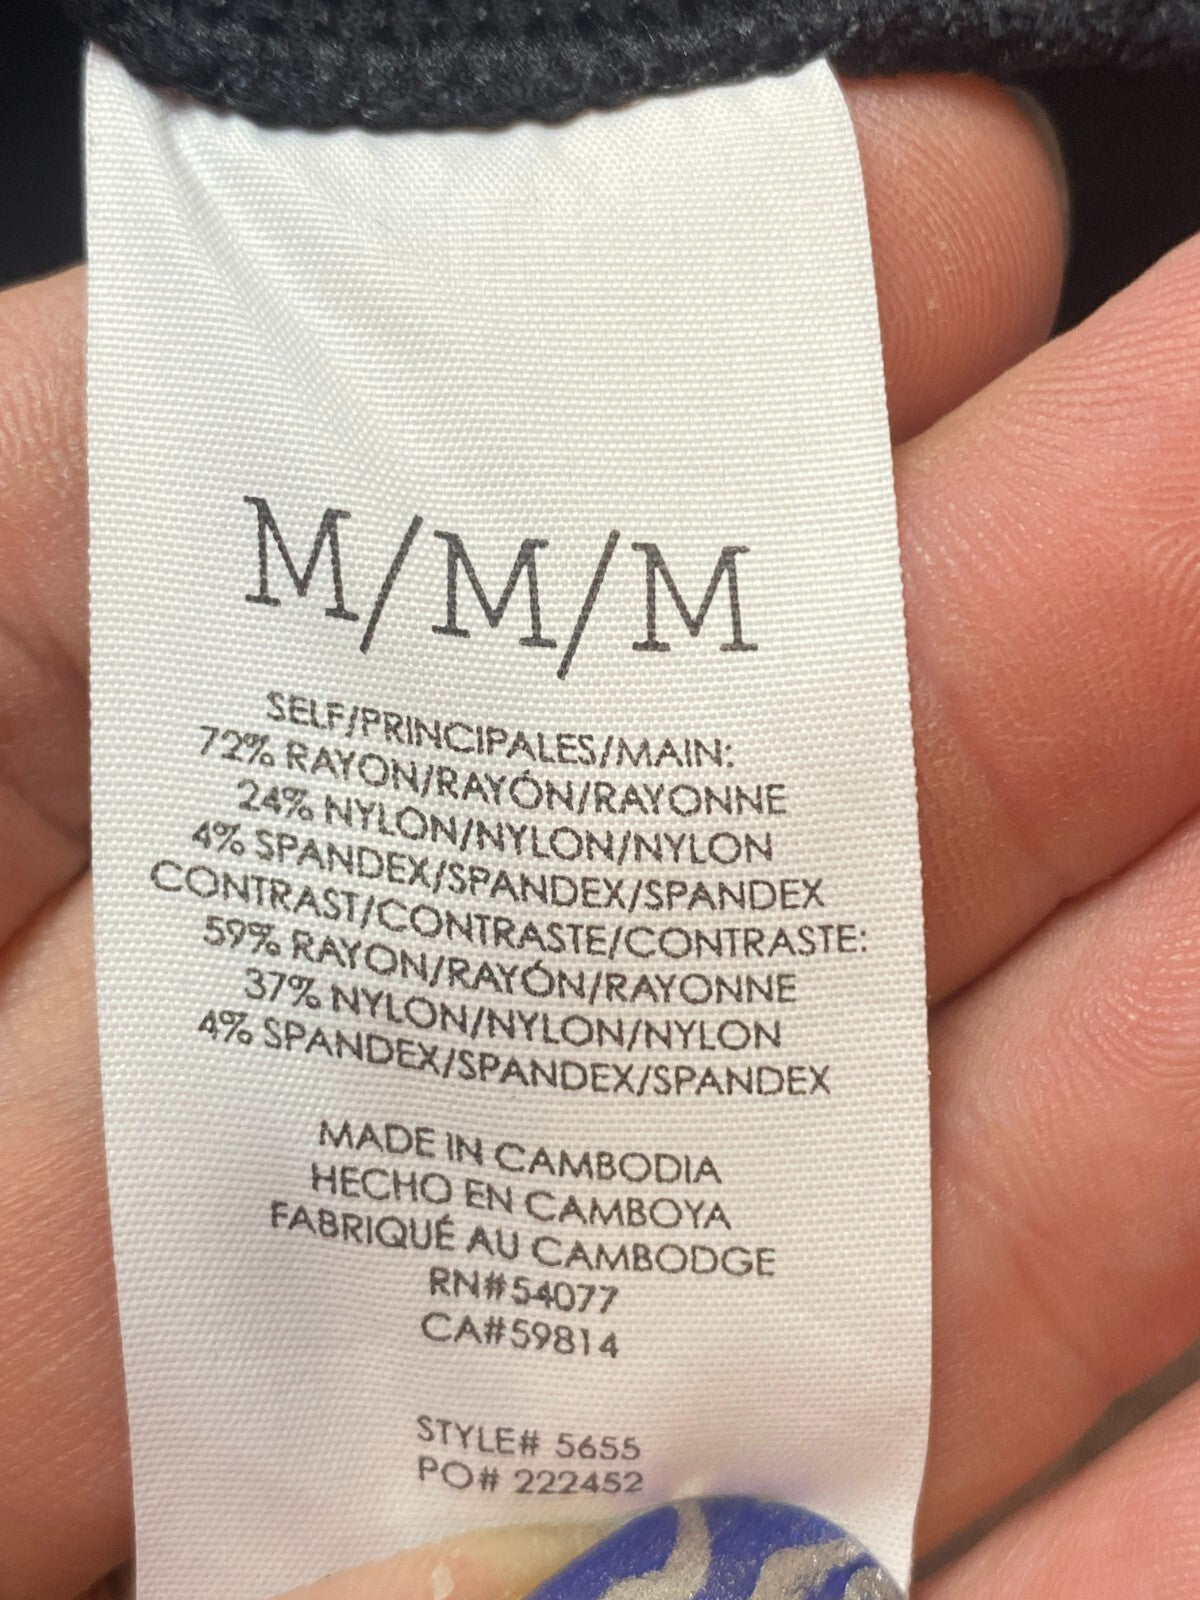 M/M/M
SELF/PRINCIPALES/MAIN:
72% RAYON/RAYÓN/RAYONNE
24% NYLON/NYLON/NYLON
4% SPANDEX/SPANDEX/SPANDEX
CONTRAST/CONTRASTE/CONTRASTE:
59% RAYON/RAYÓN/RAYONNE
37% NYLON/NYLON/NYLON
4% SPANDEX/SPANDEX/SPANDEX
MADE IN CAMBODIA
HECHO EN CAMBOYA
FABRIQUÉ AU CAMBODGE
RN#54077
CA#59814
STYLE# 5655
PO# 222452